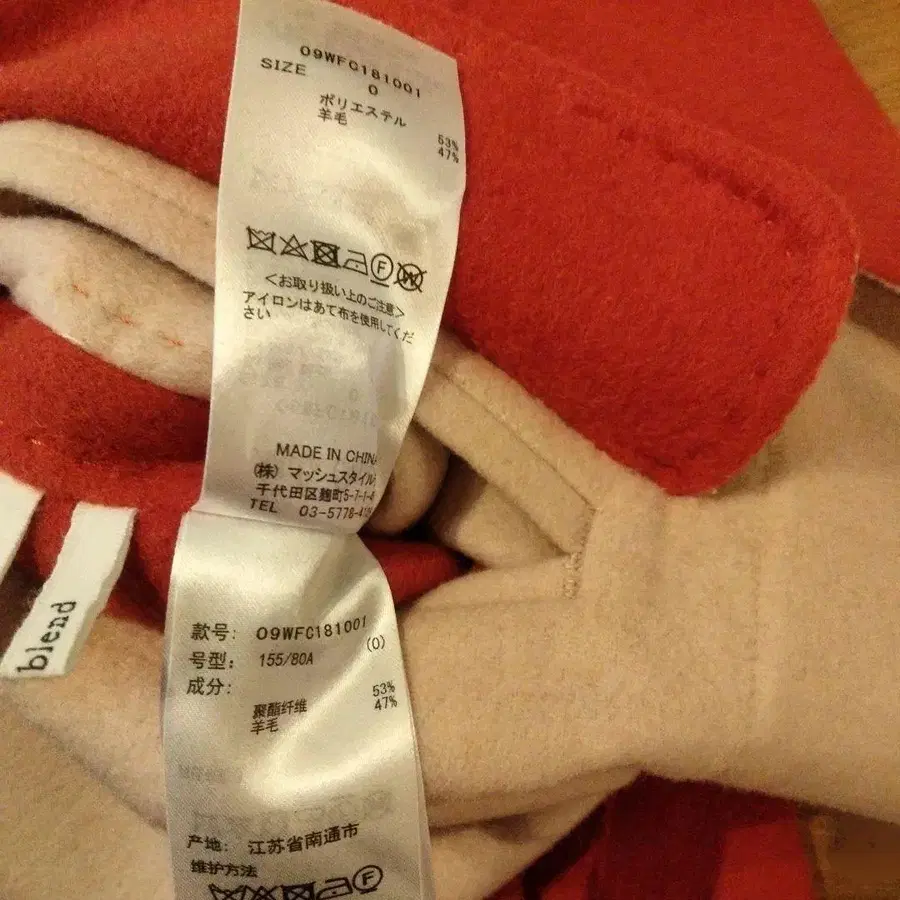 09WFC181001
SIZE
0
ポリエステル 53%
羊毛 47%
F
W
<お取り扱い上のご注意>
アイロンはあて布を使用してくだ
さい
MADE IN CHINA
(株) マッシュスタイル
千代田区麹町5-7-1-4
TEL 03-5778-4
blend
款号: 09WFC181001
(0)
号型: 155/80A
成分:
聚酯纤维 53%
羊毛 47%
产地: 江苏省南通市
维护方法
F